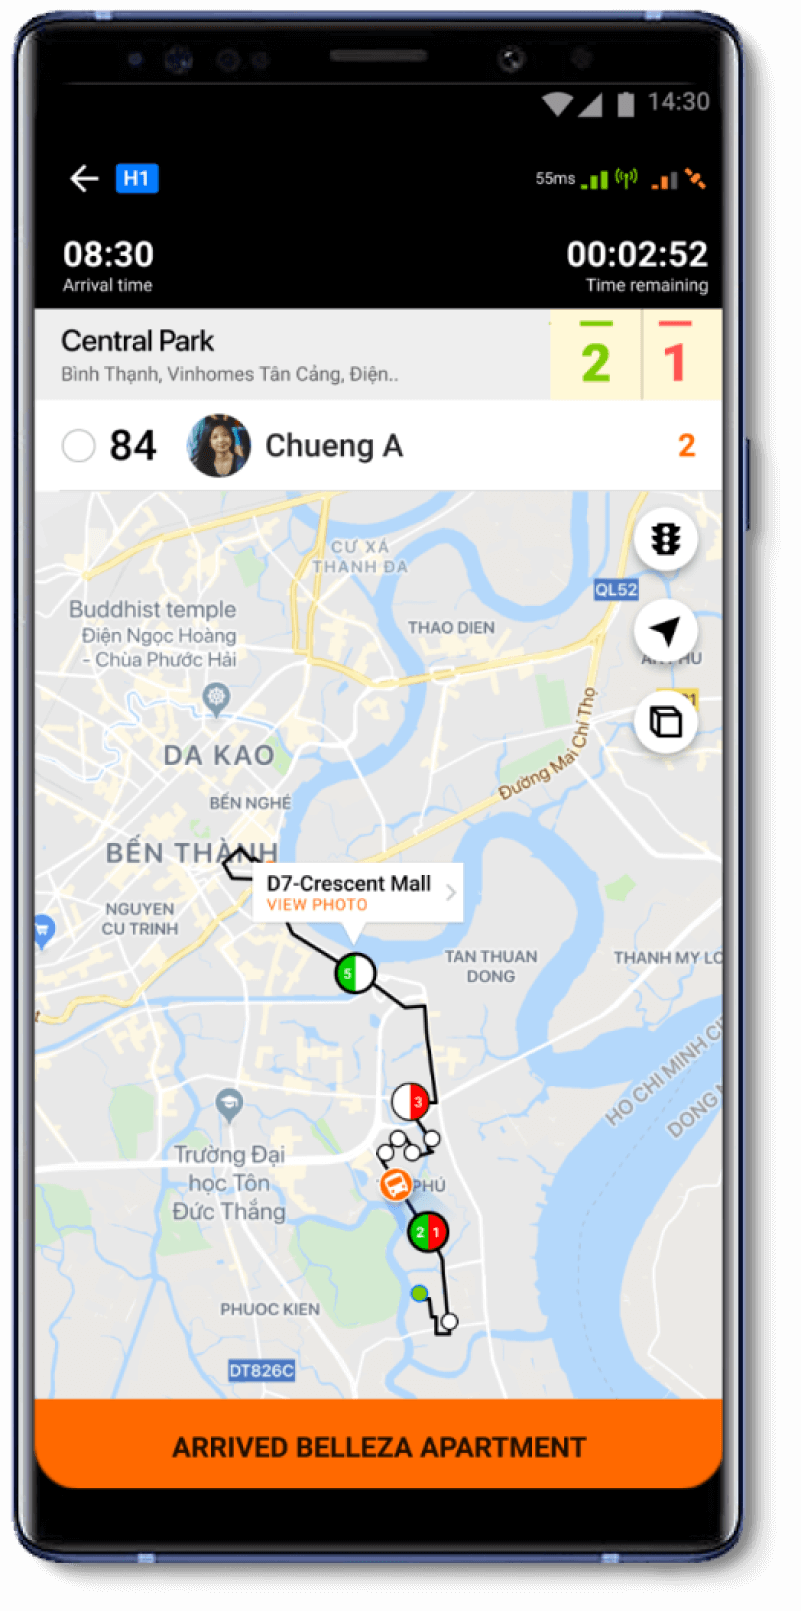 14:30
H1
55ms
08:30
00:02:52
Arrival time
Time remaining
Central Park
Bình Thạnh, Vinhomes Tân Cảng, Điện..
2
1
84
Chueng A
2
CƯ XÁ
THANH ĐA
QL52
Buddhist temple
Điện Ngọc Hoàng
- Chùa Phước Hải
THAO DIEN
Đường Mai Chí Thọ
DA KAO
BẾN NGHÉ
BẾN THÀNH
D7-Crescent Mall
VIEW PHOTO
NGUYEN
CU TRINH
TAN THUAN
DONG
THANH MY LO
5
HO CHI MINH CI
DONG
3
Trường Đại
học Tôn
Đức Thắng
PHÚ
2
1
PHUOC KIEN
DT826C
ARRIVED BELLEZA APARTMENT